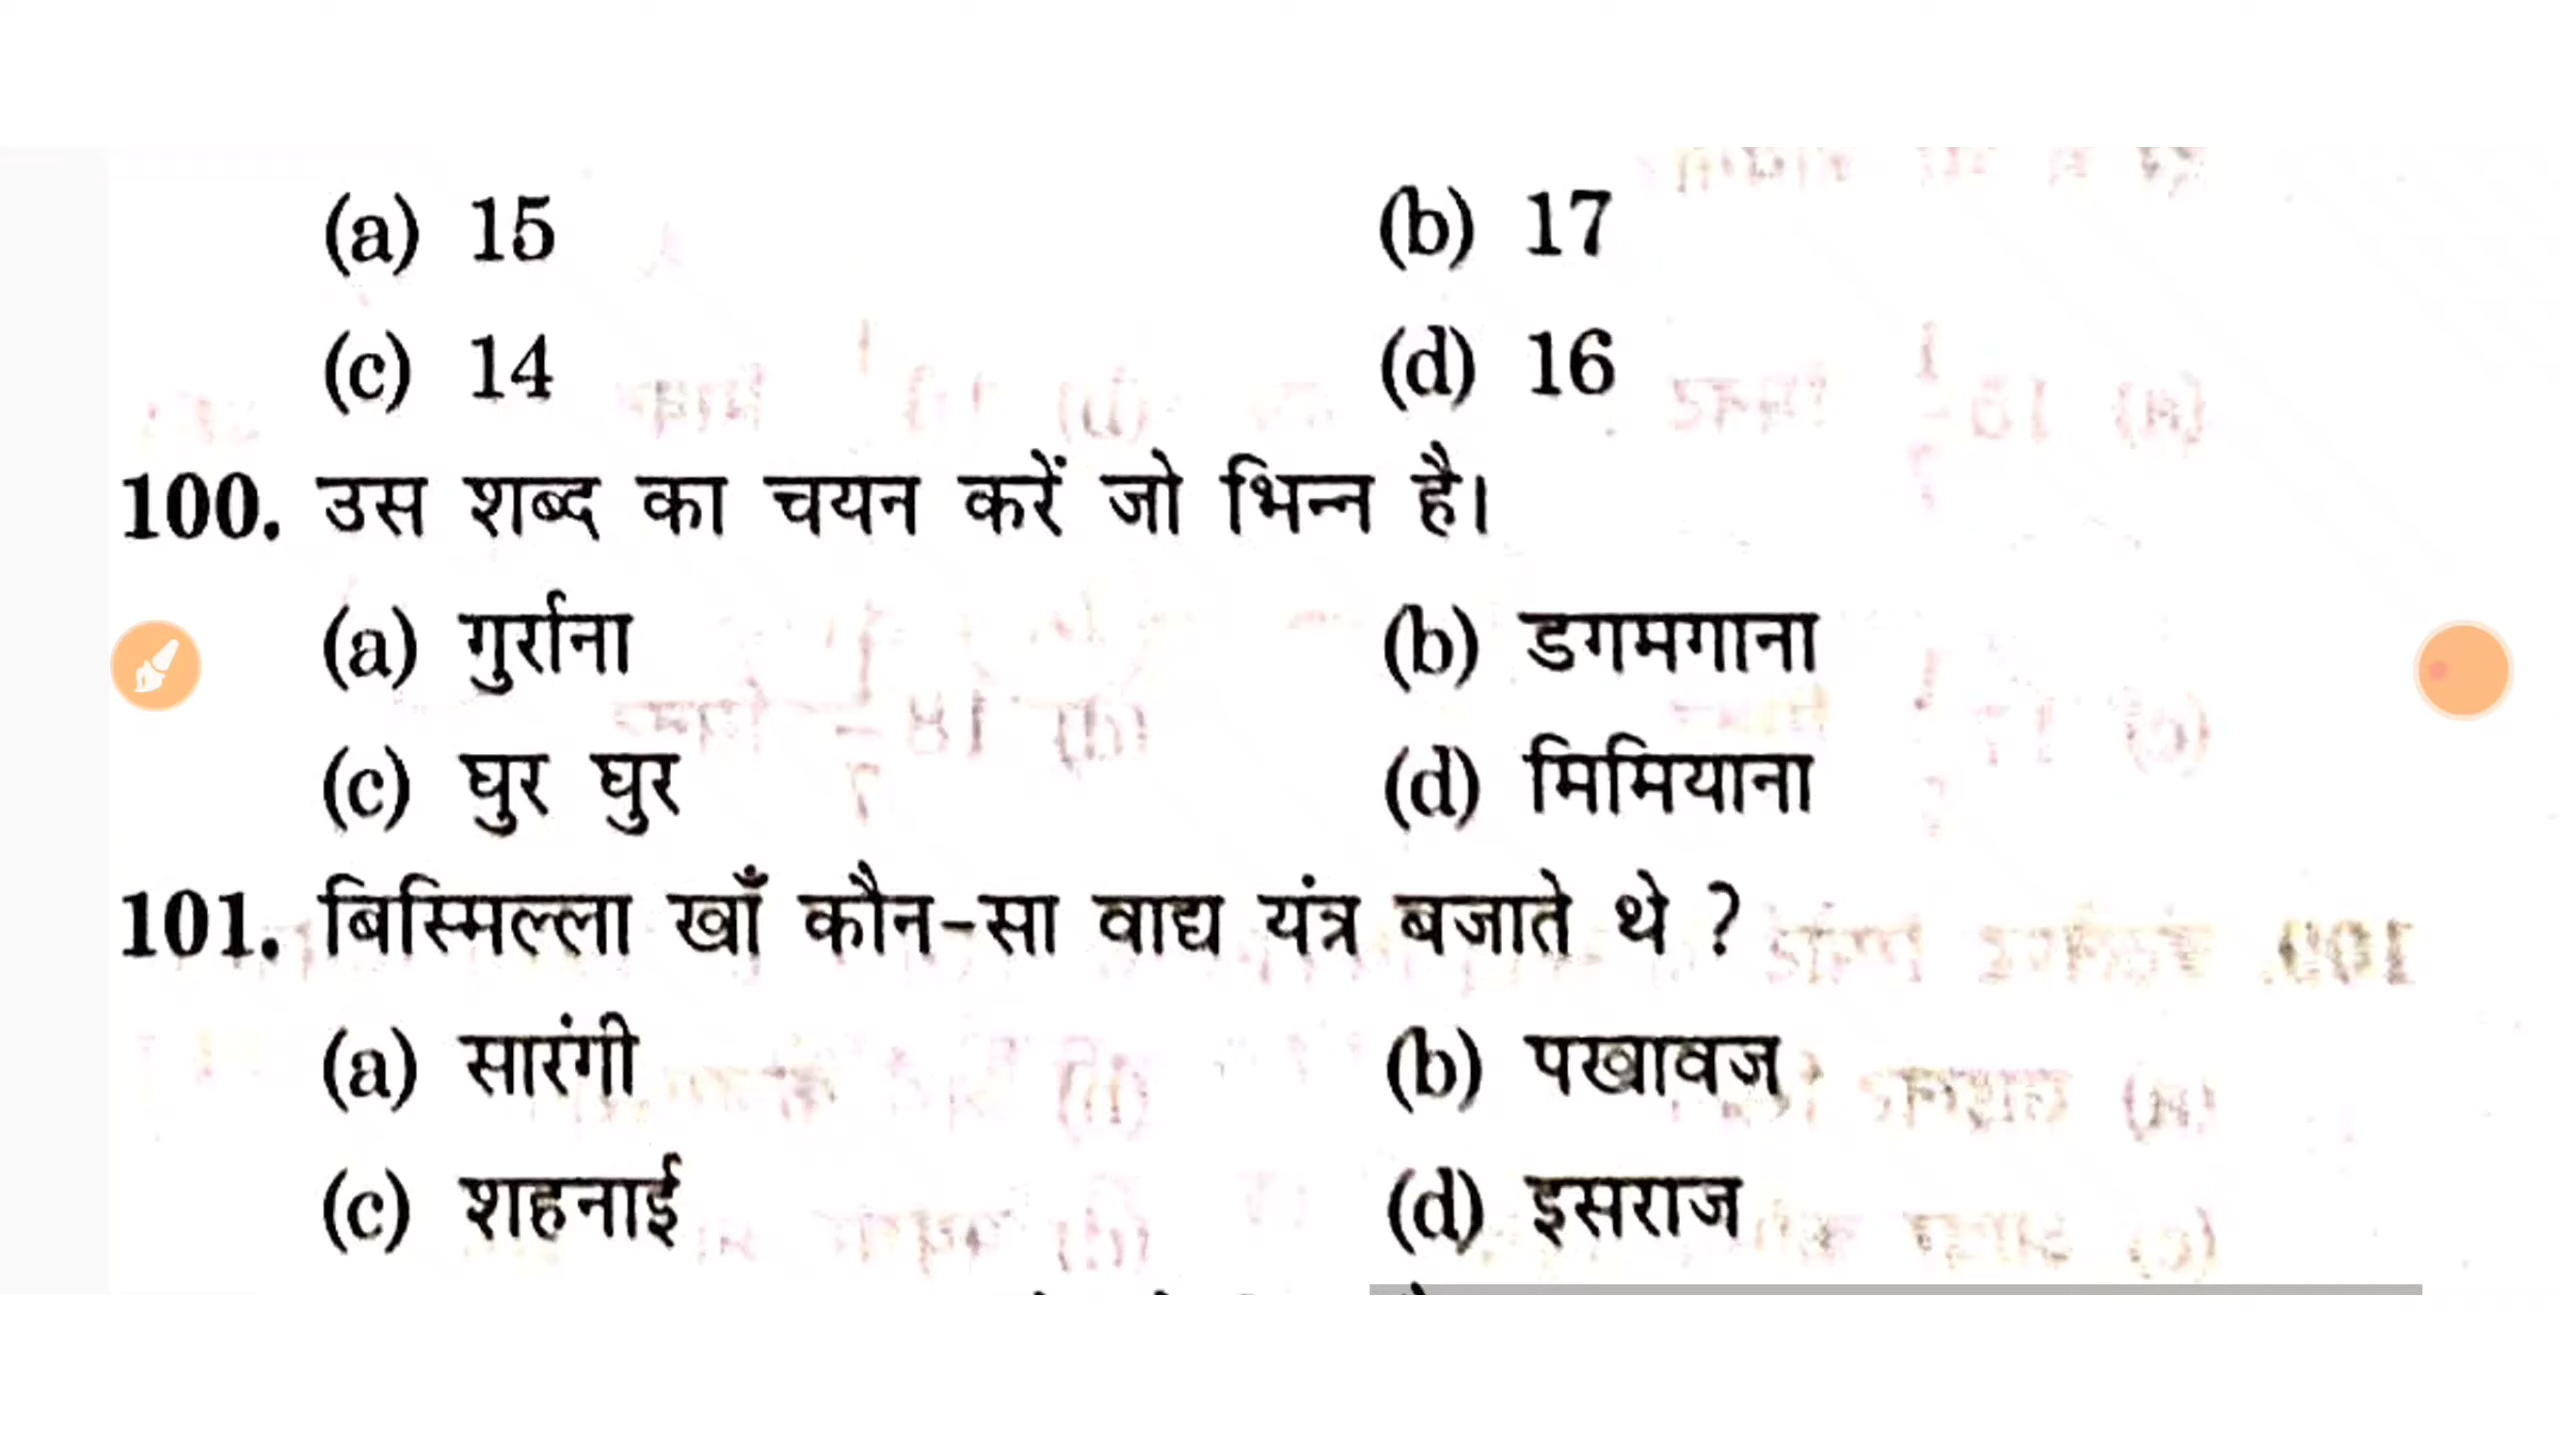 (a) 15 (b) 17
(c) 14 (d) 16
100. उस शब्द का चयन करें जो भिन्न है।
(a) गुर्राना (b) डगमगाना
(c) घुर घुर (d) मिमियाना
101. बिस्मिल्ला खाँ कौन-सा वाद्य यंत्र बजाते थे ?
(a) सारंगी (b) पखावज
(c) शहनाई (d) इसराज